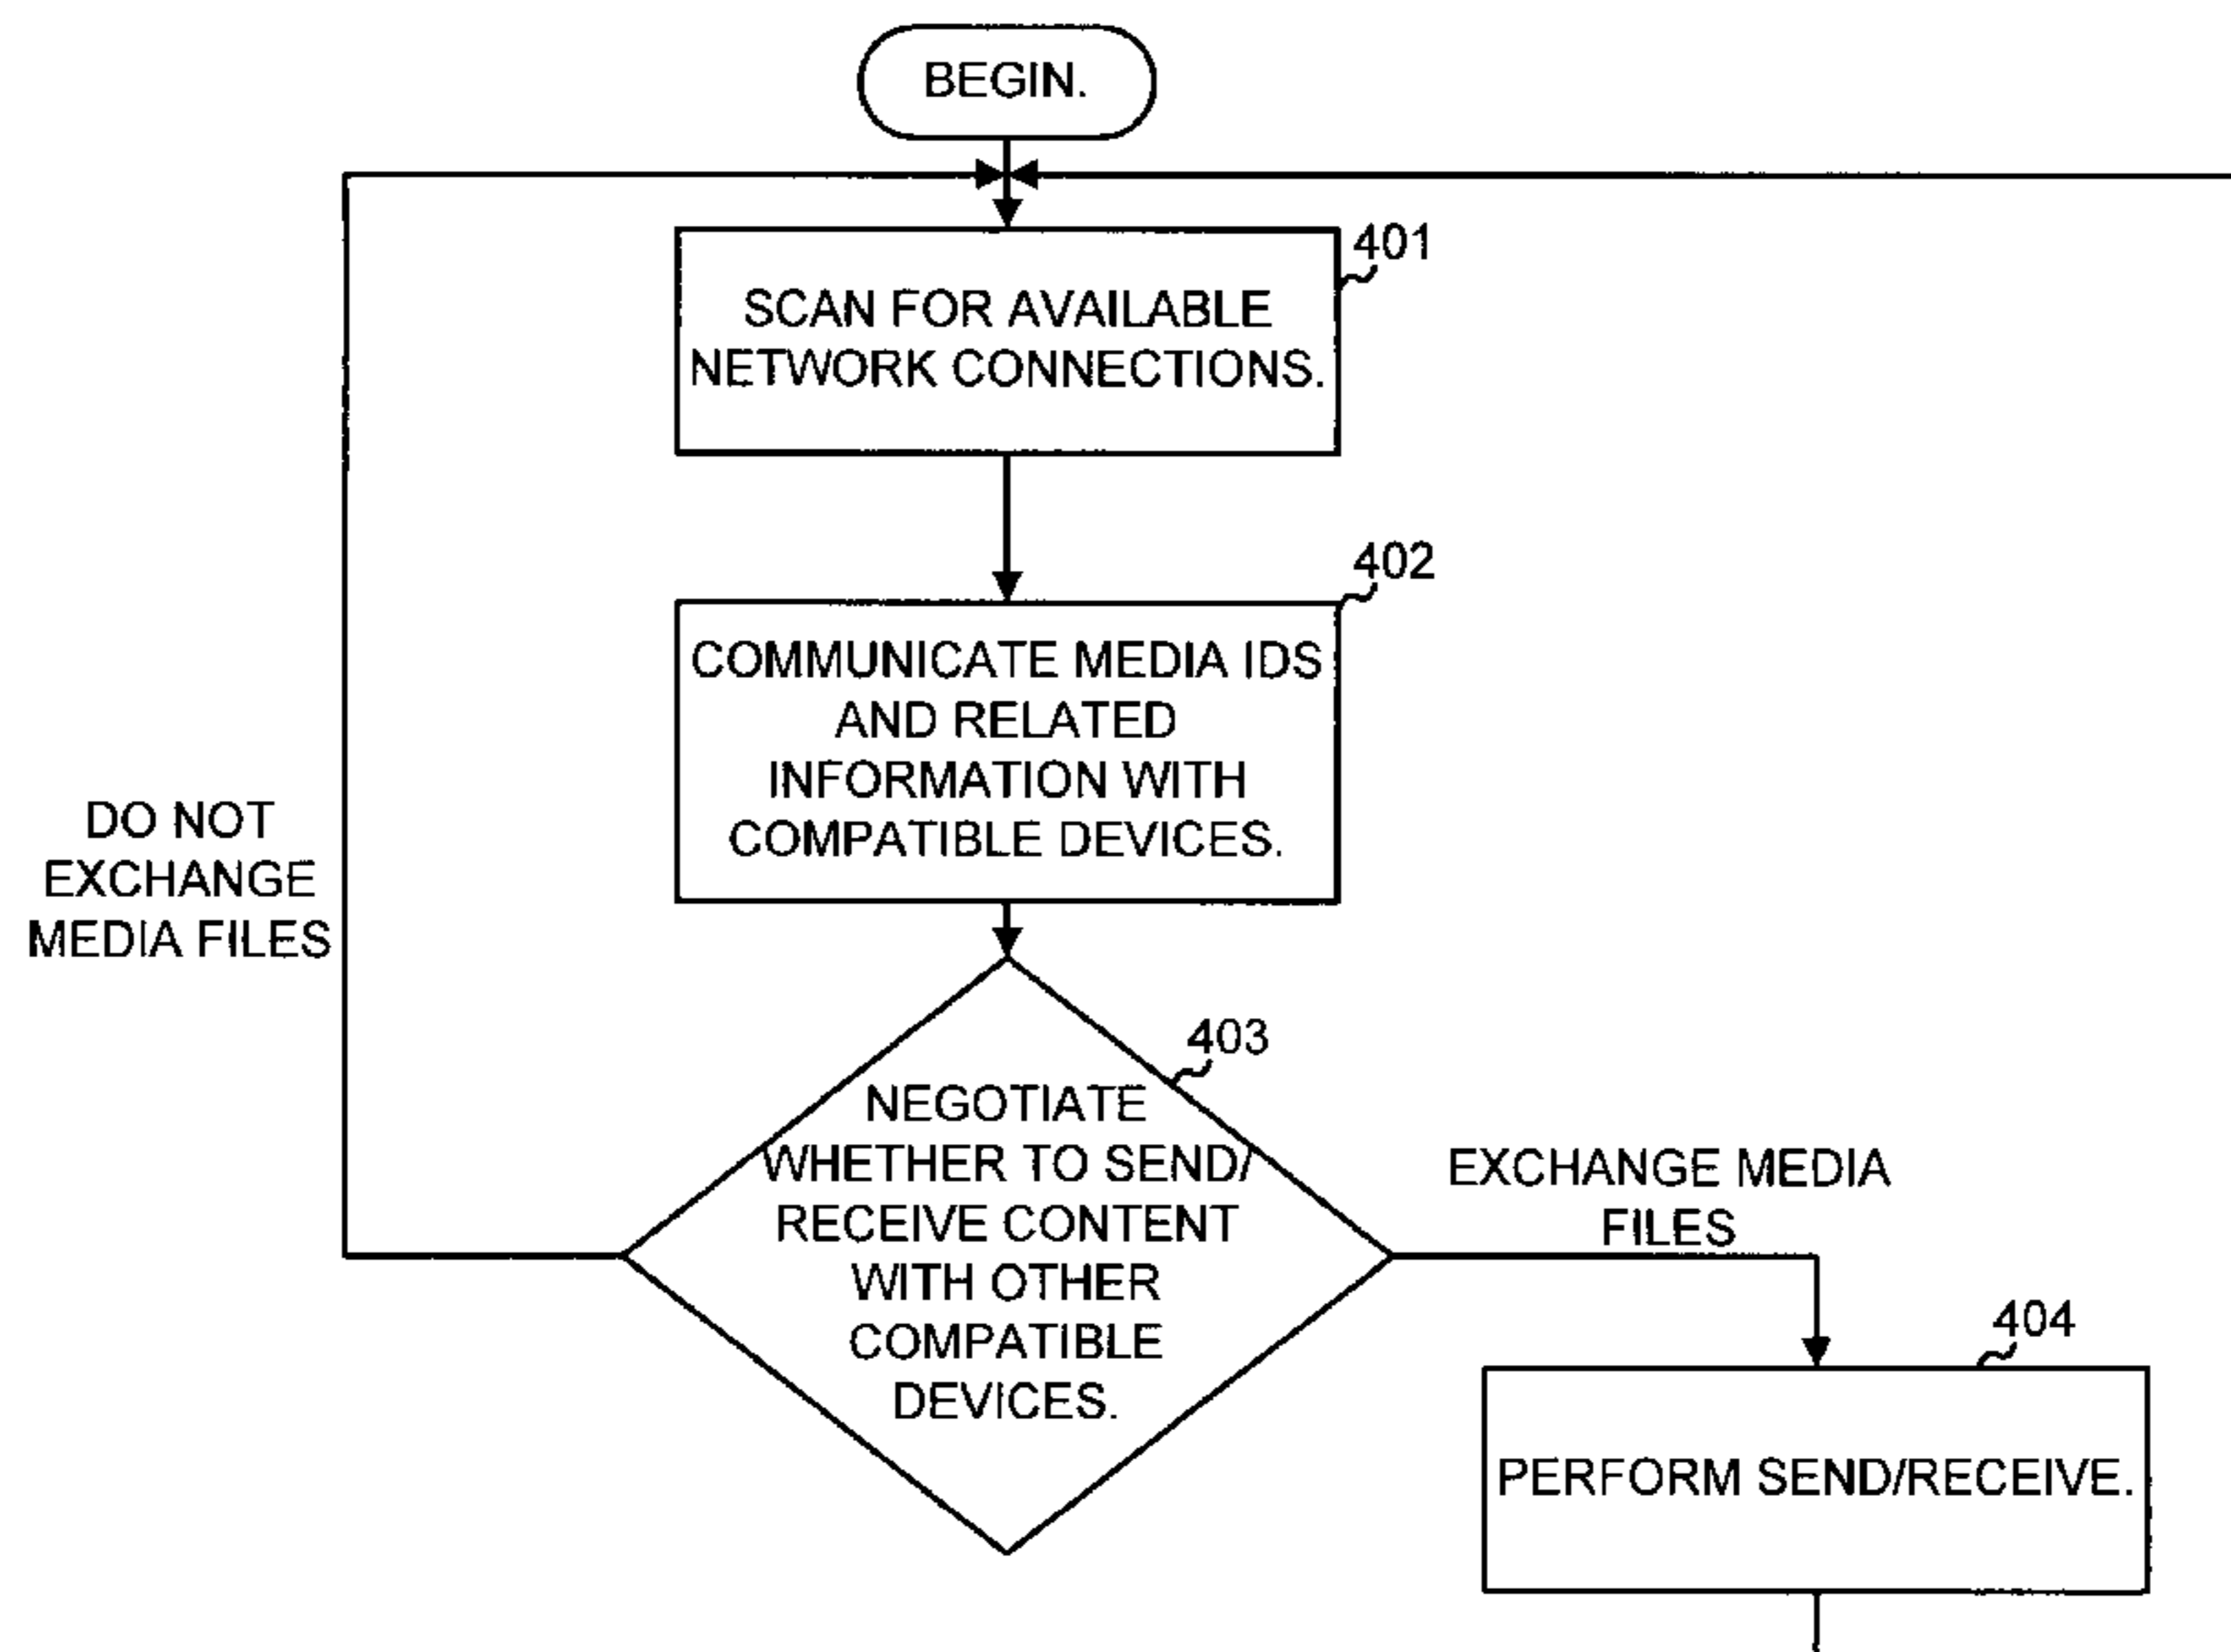 BEGIN.
401
SCAN FOR AVAILABLE
NETWORK CONNECTIONS.
402
COMMUNICATE MEDIA IDS
AND RELATED
INFORMATION WITH
COMPATIBLE DEVICES.
DO NOT
EXCHANGE
MEDIA FILES
403
NEGOTIATE
WHETHER TO SEND/
RECEIVE CONTENT
WITH OTHER
COMPATIBLE
DEVICES.
EXCHANGE MEDIA
FILES
404
PERFORM SEND/RECEIVE.